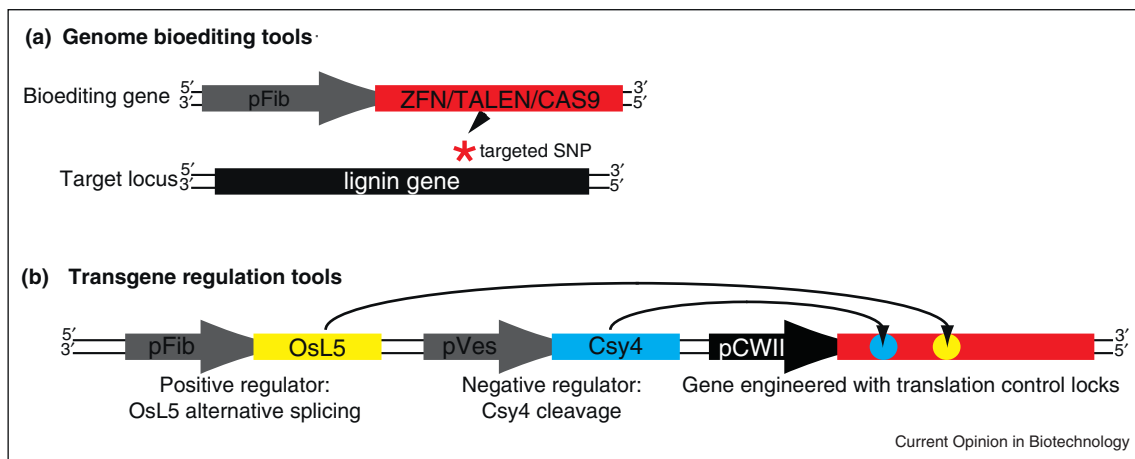 (a) Genome bioediting tools
Bioediting gene 5′ 3′ pFib ZFN/TALEN/CAS9 3′ 5′
* targeted SNP
Target locus 5′ 3′ lignin gene 3′ 5′
(b) Transgene regulation tools
5′ 3′ pFib OsL5 pVes Csy4 pCWII 3′ 5′
Positive regulator: Negative regulator: Gene engineered with translation control locks
OsL5 alternative splicing Csy4 cleavage
Current Opinion in Biotechnology